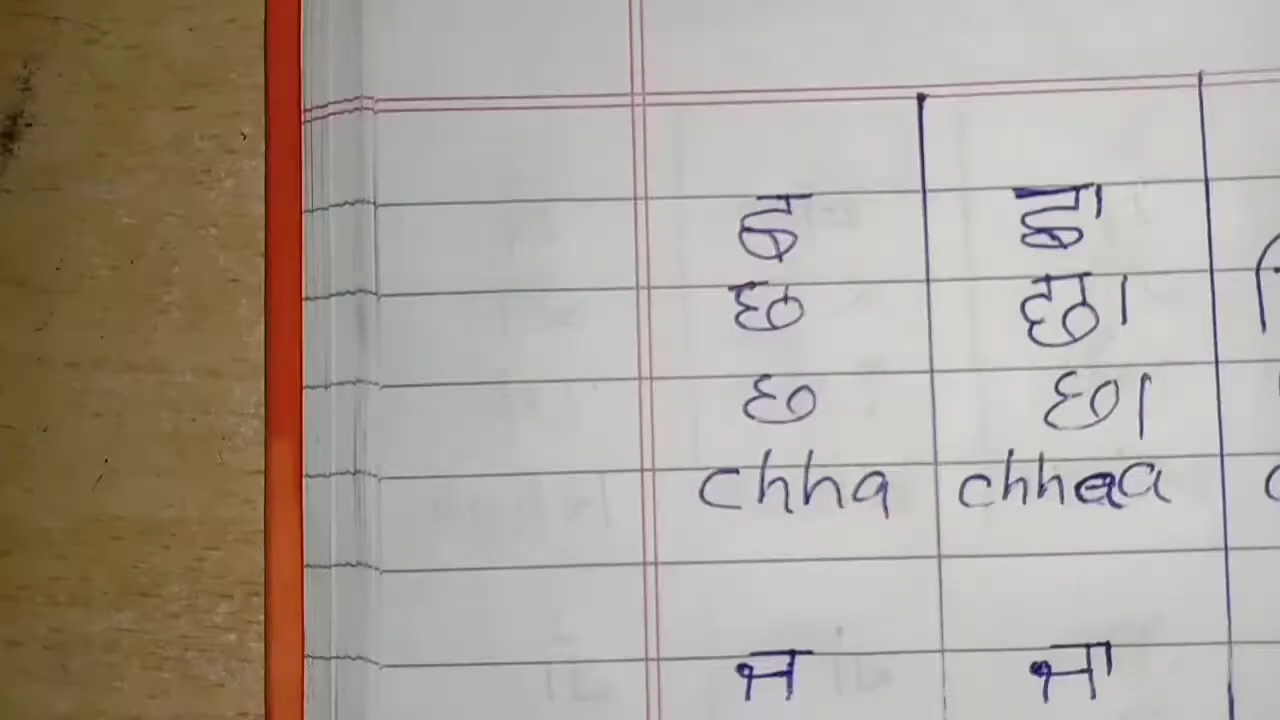 ਛ ਛਾ
छ छा
છ છા
chha chhaa
ਜ ਜਾ